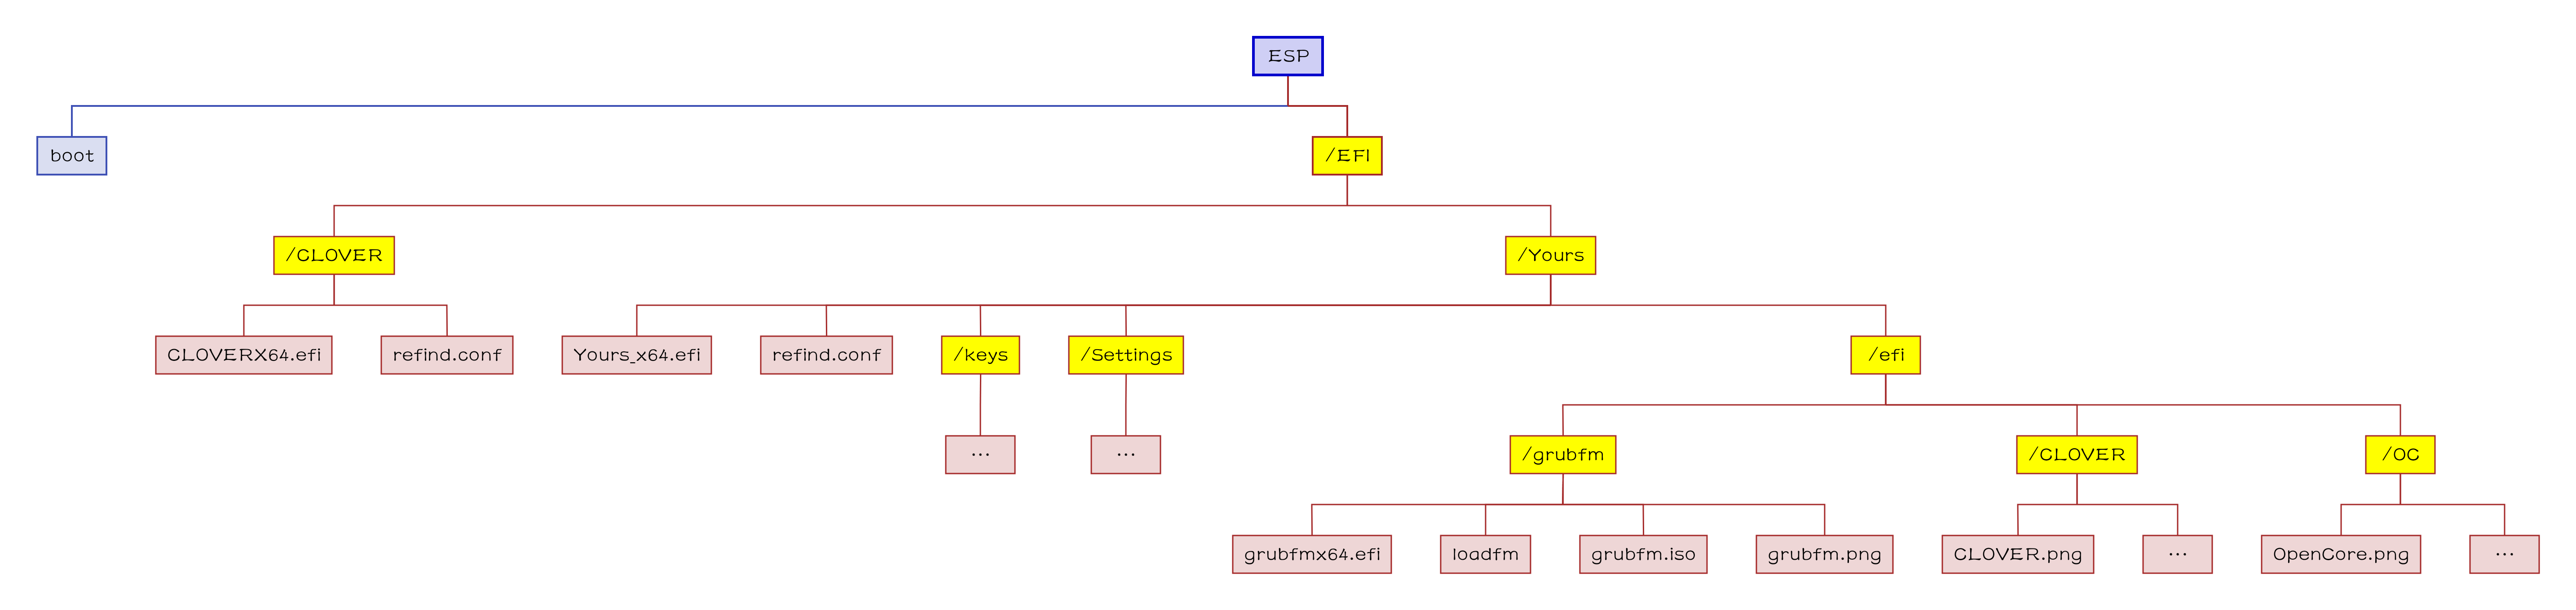 ESP
boot
/EFI
/CLOVER
/Yours
CLOVERX64.efi
refind.conf
Yours_x64.efi
refind.conf
/keys
/Settings
/efi
...
...
/grubfm
/CLOVER
/OC
grubfmx64.efi
loadfm
grubfm.iso
grubfm.png
CLOVER.png
...
OpenCore.png
...